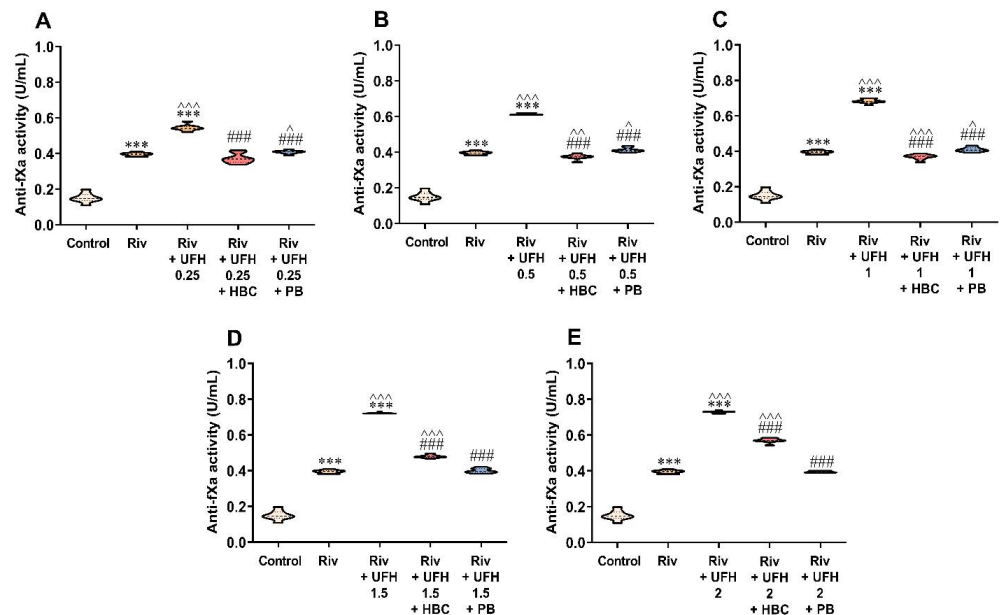 A
Anti-fXa activity (U/mL)
1.0
0.8
0.6
0.4
0.2
0.0
***
^^^
***
###
^
###
Control
Riv
Riv
+ UFH
0.25
Riv
+ UFH
0.25
+ HBC
Riv
+ UFH
0.25
+ PB
B
Anti-fXa activity (U/mL)
1.0
0.8
0.6
0.4
0.2
0.0
***
^^^
***
^^
###
^
###
Control
Riv
Riv
+ UFH
0.5
Riv
+ UFH
0.5
+ HBC
Riv
+ UFH
0.5
+ PB
C
Anti-fXa activity (U/mL)
1.0
0.8
0.6
0.4
0.2
0.0
***
^^^
***
^^^
###
^
###
Control
Riv
Riv
+ UFH
1
Riv
+ UFH
1
+ HBC
Riv
+ UFH
1
+ PB
D
Anti-fXa activity (U/mL)
1.0
0.8
0.6
0.4
0.2
0.0
***
^^^
***
^^^
###
###
Control
Riv
Riv
+ UFH
1.5
Riv
+ UFH
1.5
+ HBC
Riv
+ UFH
1.5
+ PB
E
Anti-fXa activity (U/mL)
1.0
0.8
0.6
0.4
0.2
0.0
***
^^^
***
^^^
###
###
Control
Riv
Riv
+ UFH
2
Riv
+ UFH
2
+ HBC
Riv
+ UFH
2
+ PB